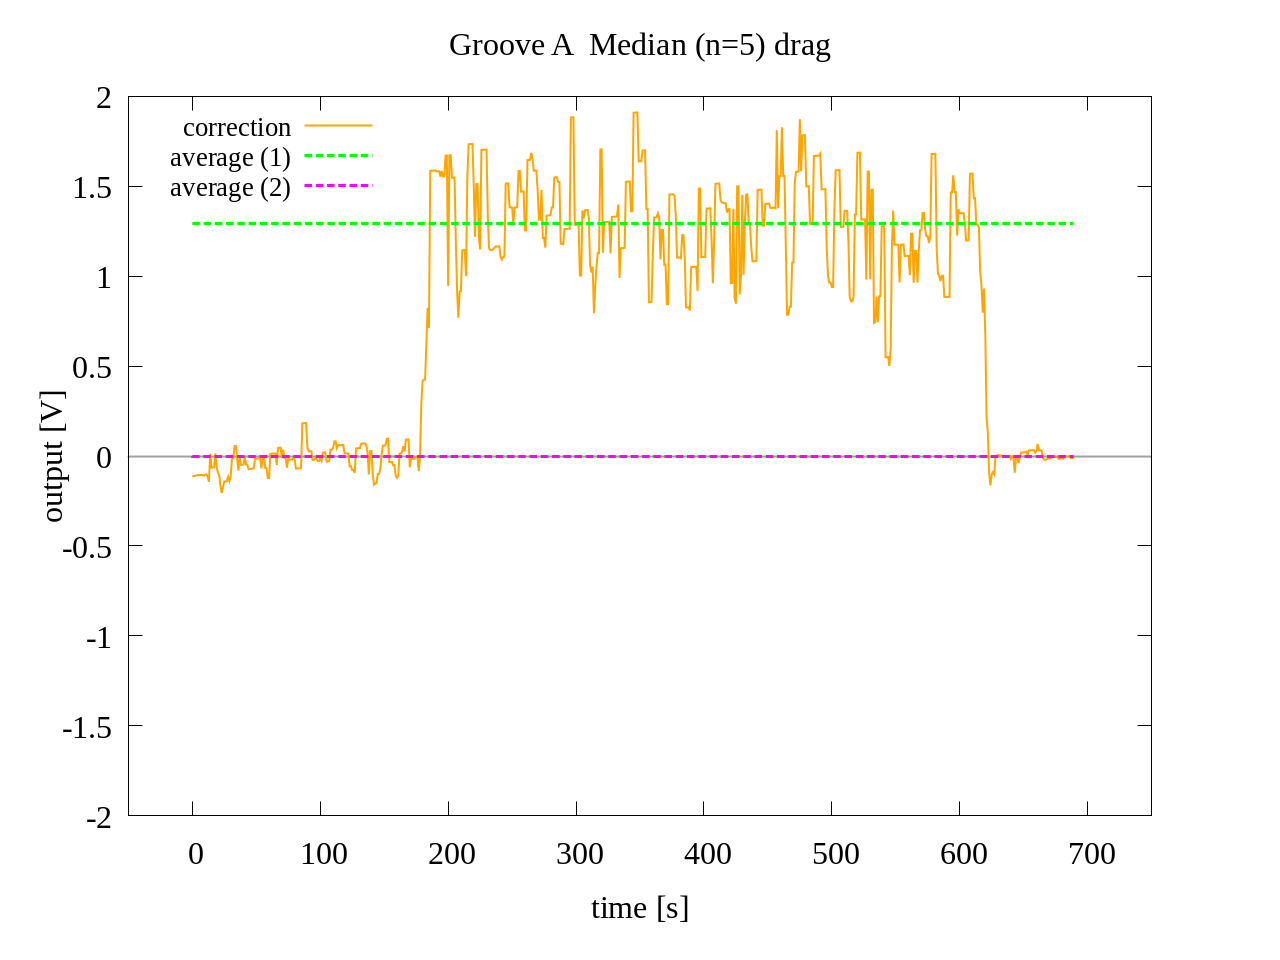 Groove A  Median (n=5) drag
correction
average (1)
average (2)
2
1.5
1
0.5
0
-0.5
-1
-1.5
-2
output [V]
0 100 200 300 400 500 600 700
time [s]